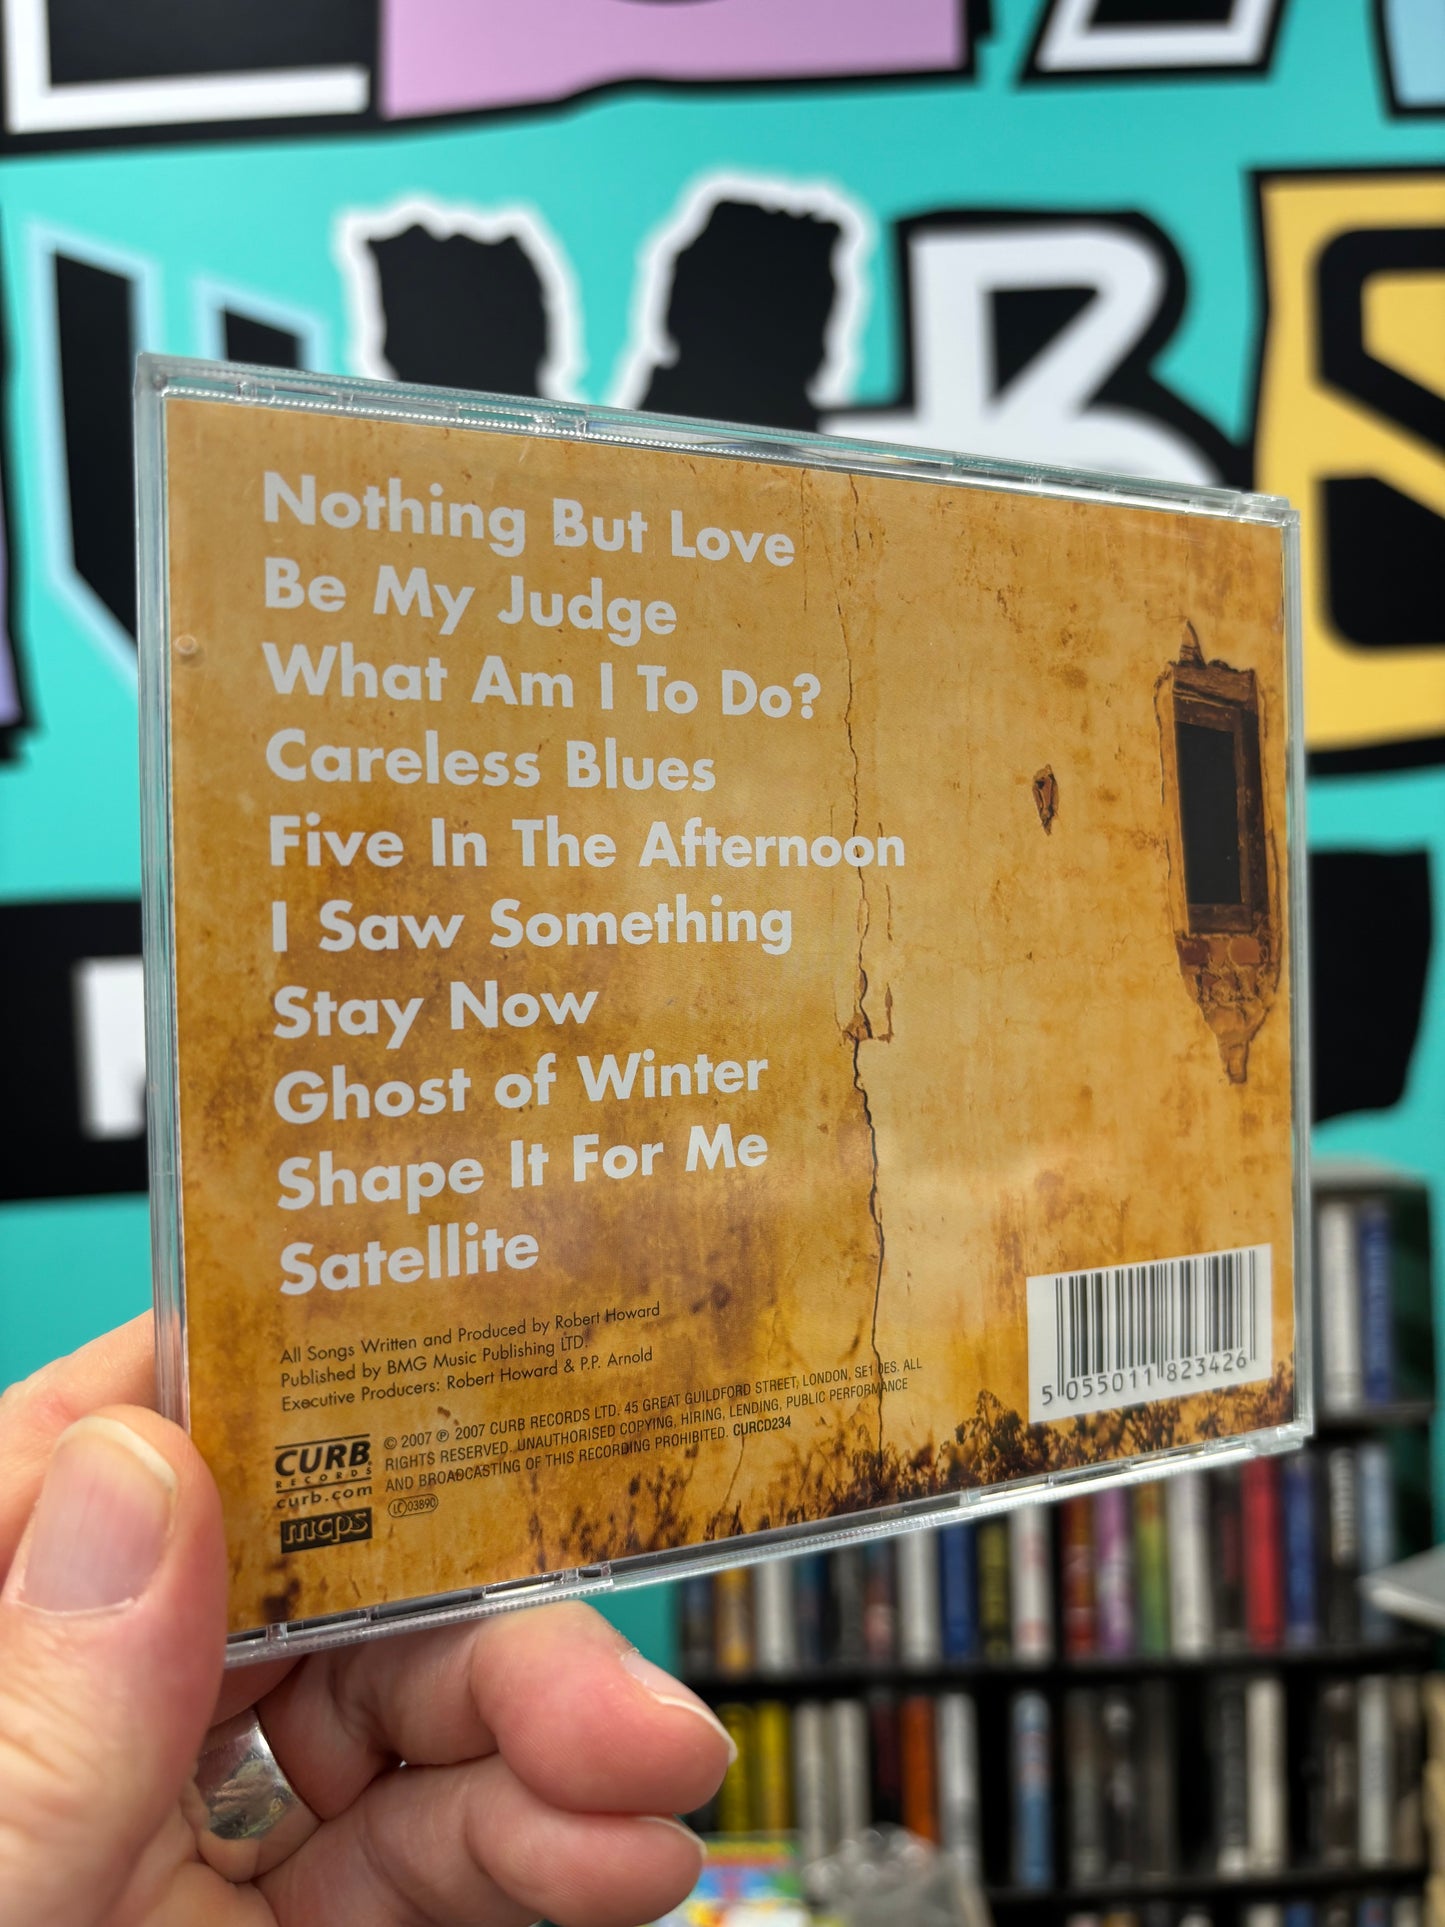 Nothing But Love
Be My Judge
What Am I To Do?
Careless Blues
Five In The Afternoon
I Saw Something
Stay Now
Ghost of Winter
Shape It For Me
Satellite
All Songs Written and Produced by Robert Howard
Published by BMG Music Publishing LTD.
Executive Producers: Robert Howard & P.P. Arnold
CURB
RECORDS
curb.com
mcps
© 2007 ℗ 2007 CURB RECORDS LTD. 45 GREAT GUILDFORD STREET, LONDON, SE1 0ES. ALL
RIGHTS RESERVED. UNAUTHORISED COPYING, HIRING, LENDING, PUBLIC PERFORMANCE
AND BROADCASTING OF THIS RECORDING PROHIBITED. CURCD234
LC 03890
5 055011 823426